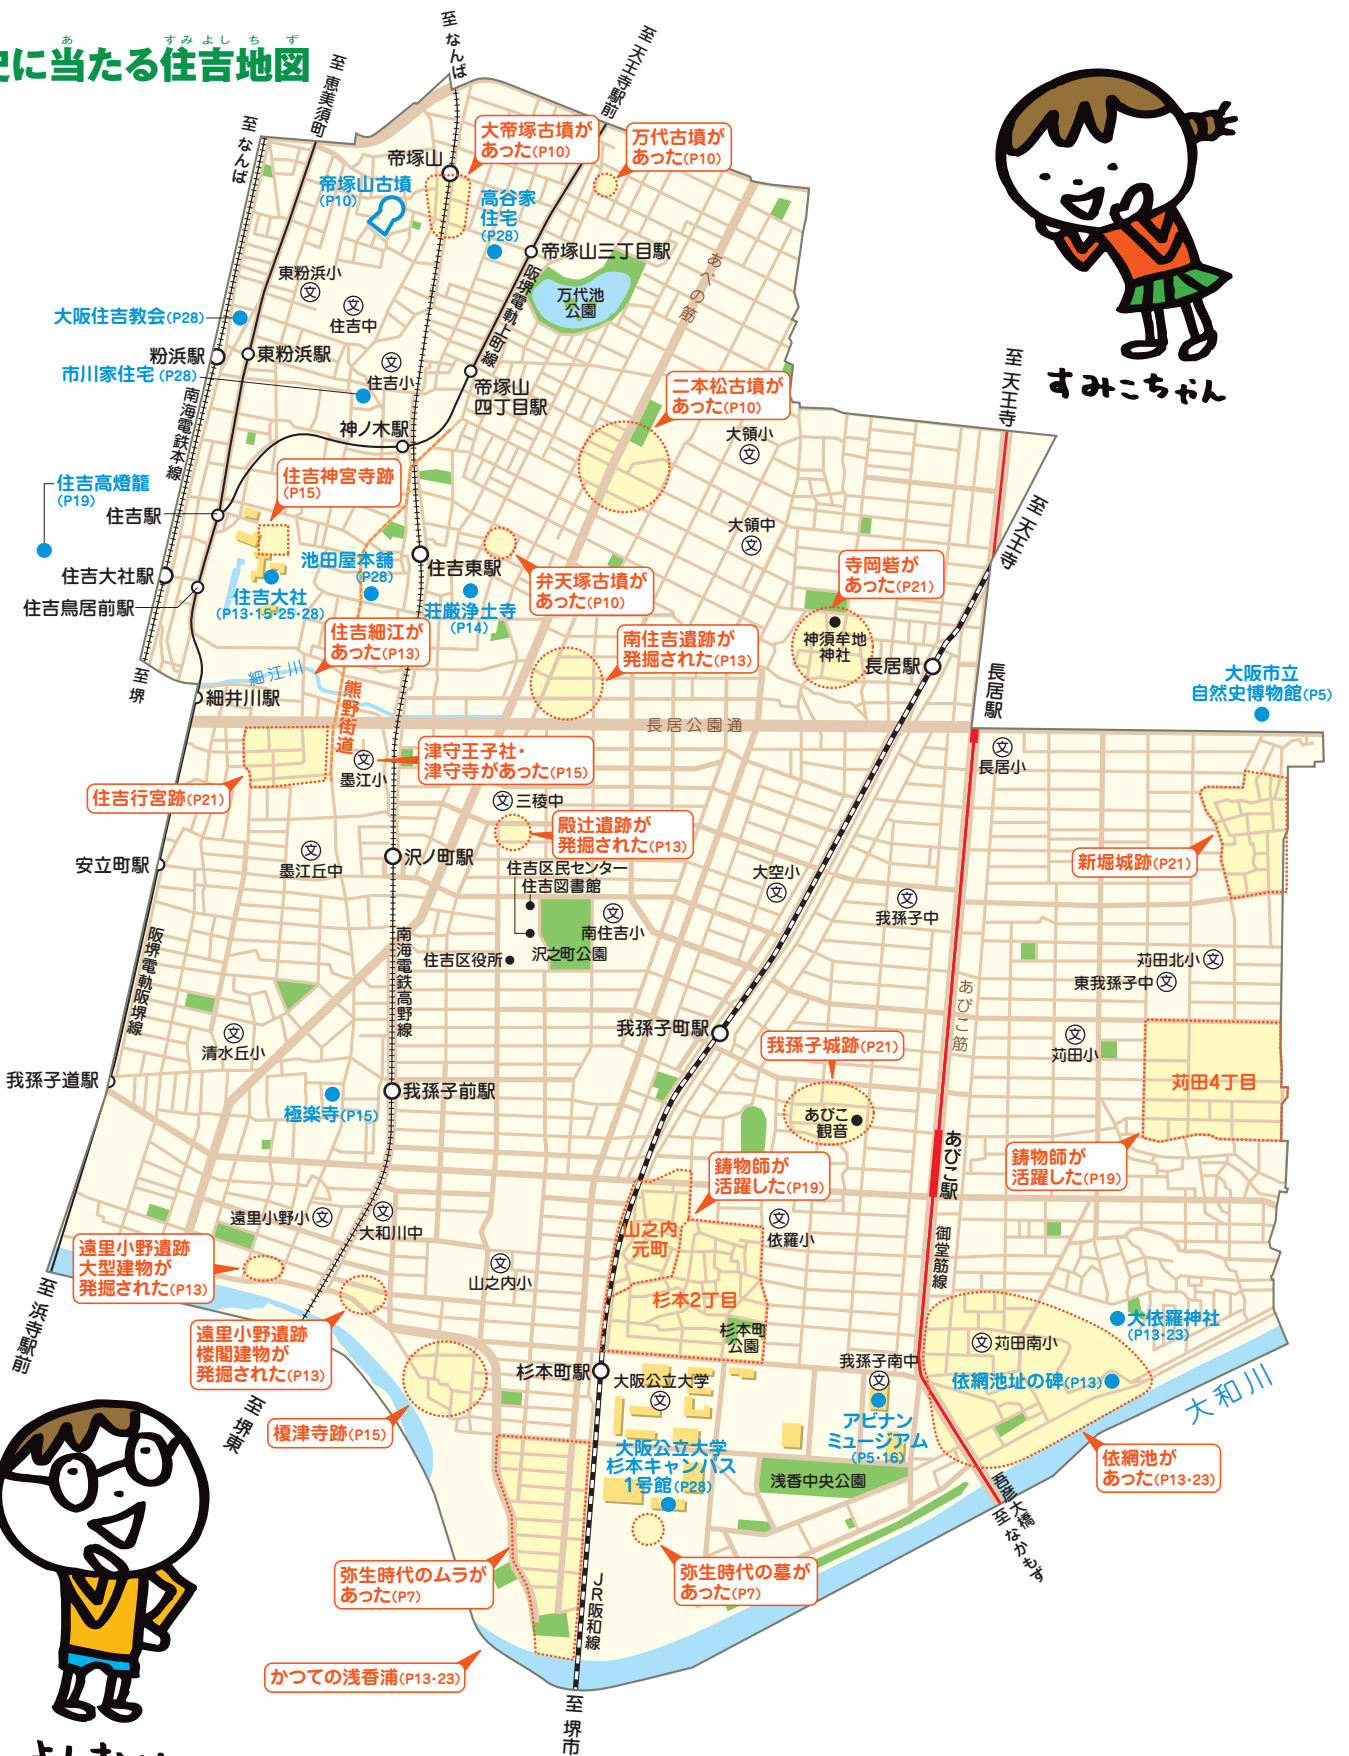 史に当たる住吉地図
あ
すみよしちず
至なんば
至恵美須町
至なんば
至天王寺駅前
大帝塚古墳が
あった(P10)
万代古墳が
あった(P10)
帝塚山
帝塚山古墳
(P10)
高谷家
住宅
(P28)
帝塚山三丁目駅
阪堺電軌上町線
万代池
公園
あべの筋
東粉浜小
文
文
住吉中
大阪住吉教会(P28)
粉浜駅
東粉浜駅
文
住吉小
市川家住宅(P28)
南海電鉄本線
帝塚山
四丁目駅
神ノ木駅
二本松古墳が
あった(P10)
大領小
文
すみこちゃん
至天王寺
至天王寺
住吉神宮寺跡
(P15)
住吉高燈籠
(P19)
住吉駅
大領中
文
池田屋本舗
(P28)
住吉東駅
弁天塚古墳が
あった(P10)
寺岡砦が
あった(P21)
住吉大社駅
住吉鳥居前駅
住吉大社
(P13・15・25・28)
荘厳浄土寺
(P14)
住吉細江が
あった(P13)
南住吉遺跡が
発掘された(P13)
神須牟地
神社
長居駅
長居駅
大阪市立
自然史博物館(P5)
至堺
細江川
細井川駅
熊野街道
長居公園通
津守王子社・
津守寺があった(P15)
文
墨江小
文
長居小
住吉行宮跡(P21)
文三稜中
殿辻遺跡が
発掘された(P13)
新堀城跡(P21)
安立町駅
文
墨江丘中
沢ノ町駅
住吉区民センター
住吉図書館
大空小
文
文
我孫子中
文
南住吉小
沢之町公園
住吉区役所
阪堺電軌阪堺線
南海電鉄高野線
苅田北小文
東我孫子中文
あびこ筋
文
清水丘小
我孫子町駅
我孫子城跡(P21)
文
苅田小
苅田4丁目
我孫子道駅
極楽寺(P15)
我孫子前駅
あびこ
観音
あびこ駅
鋳物師が
活躍した(P19)
鋳物師が
活躍した(P19)
遠里小野小文
文
大和川中
山之内
元町
文
依羅小
御堂筋線
遠里小野遺跡
大型建物が
発掘された(P13)
文
山之内小
杉本2丁目
杉本町
公園
至浜寺駅前
遠里小野遺跡
楼閣建物が
発掘された(P13)
大依羅神社
(P13・23)
文苅田南小
依網池址の碑(P13)
大和川
杉本町駅
大阪公立大学
文
我孫子南中
文
至堺東
榎津寺跡(P15)
アビナン
ミュージアム
(P5・16)
大阪公立大学
杉本キャンパス
1号館(P28)
浅香中央公園
依網池が
あった(P13・23)
吾彦大橋
至なかもず
弥生時代のムラが
あった(P7)
弥生時代の墓が
あった(P7)
JR阪和線
かつての浅香浦(P13・23)
至堺市